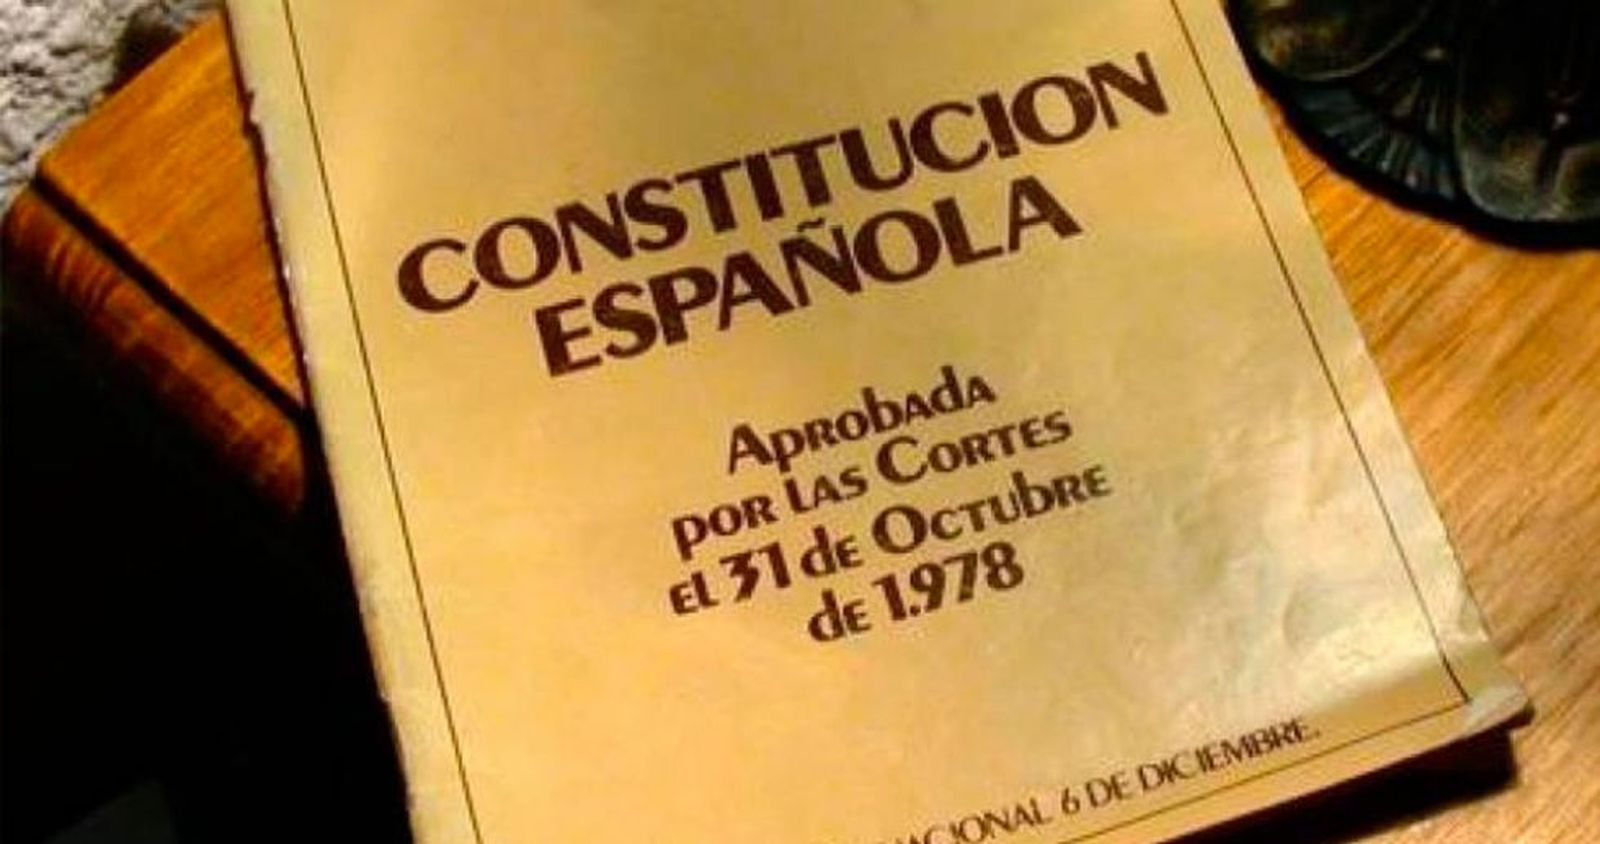 CONSTITUCION
ESPAÑOLA
Aprobada
por las Cortes
el 31 de Octubre
de 1.978
NACIONAL 6 DE DICIEMBRE.